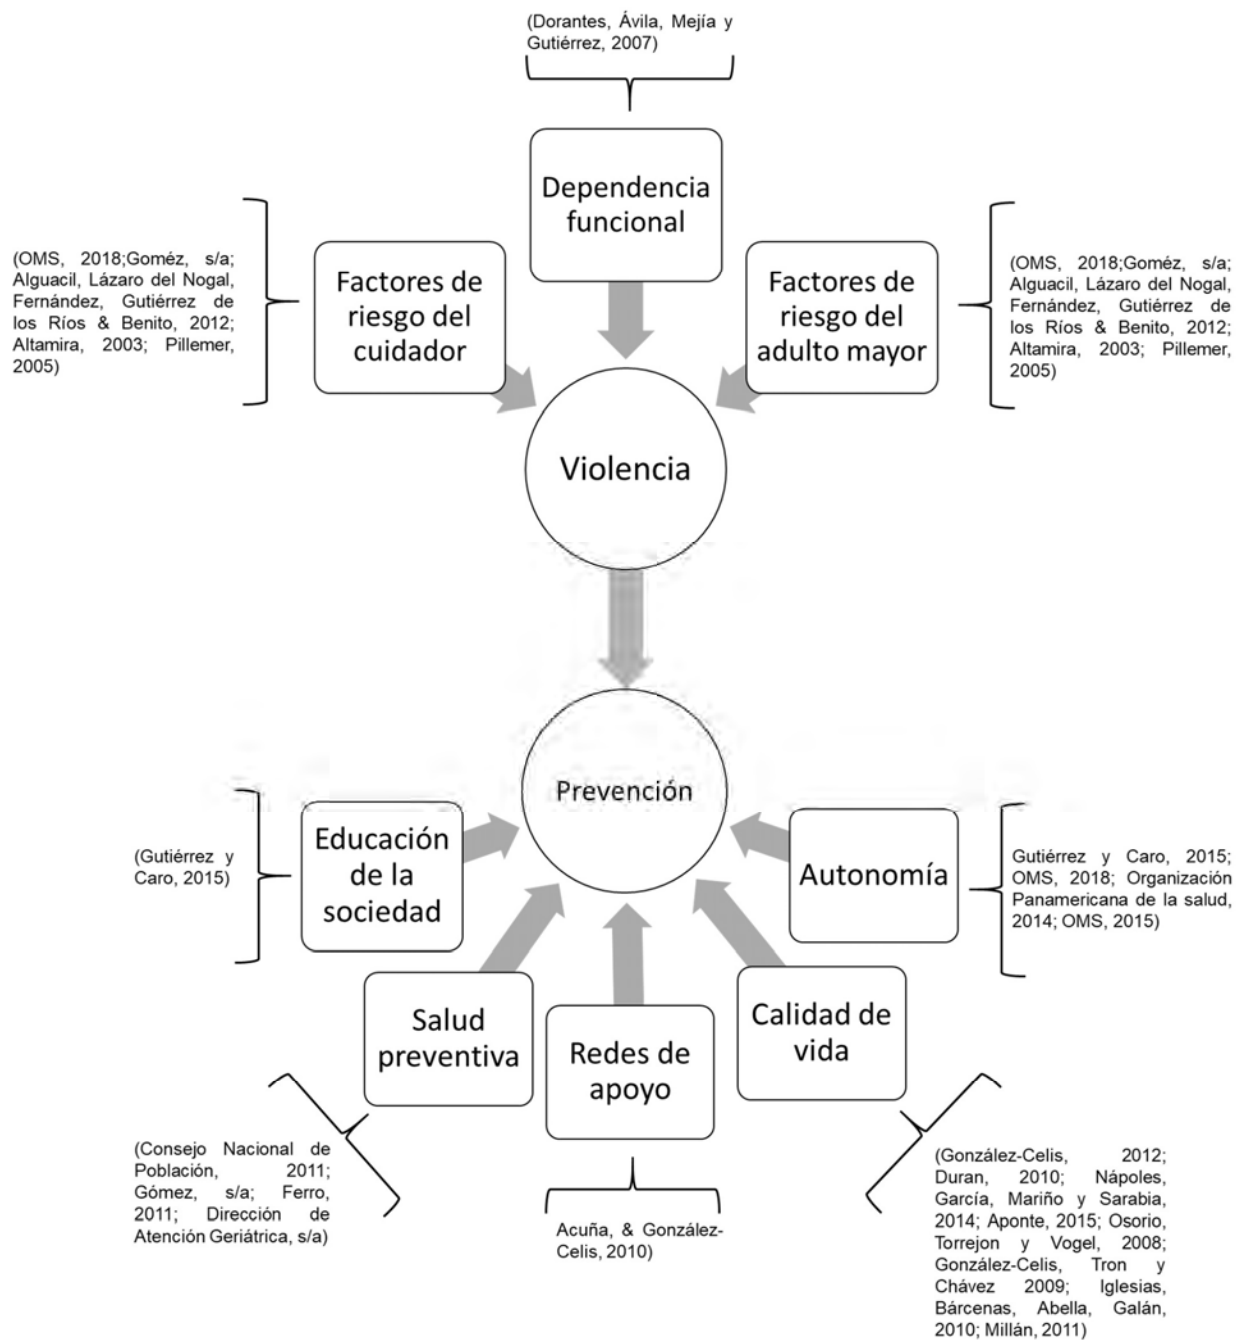 (Dorantes, Ávila, Mejía y
Gutiérrez, 2007)
Dependencia
funcional
(OMS, 2018;Goméz, s/a;
Alguacil, Lázaro del Nogal,
Fernández, Gutiérrez de
los Ríos & Benito, 2012;
Altamira, 2003; Pillemer,
2005)
Factores de
riesgo del
cuidador
Factores de
riesgo del
adulto mayor
(OMS, 2018;Goméz, s/a;
Alguacil, Lázaro del Nogal,
Fernández, Gutiérrez de
los Ríos & Benito, 2012;
Altamira, 2003; Pillemer,
2005)
Violencia
Prevención
(Gutiérrez y
Caro, 2015)
Educación
de la
sociedad
Autonomía
Gutiérrez y Caro, 2015;
OMS, 2018; Organización
Panamericana de la salud,
2014; OMS, 2015)
Salud
preventiva
Redes de
apoyo
Calidad de
vida
(Consejo Nacional de
Población, 2011;
Gómez, s/a; Ferro,
2011; Dirección de
Atención Geriátrica, s/a)
Acuña, & González-
Celis, 2010)
(González-Celis, 2012;
Duran, 2010; Nápoles,
García, Mariño y Sarabia,
2014; Aponte, 2015; Osorio,
Torrejon y Vogel, 2008;
González-Celis, Tron y
Chávez 2009; Iglesias,
Bárcenas, Abella, Galán,
2010; Millán, 2011)